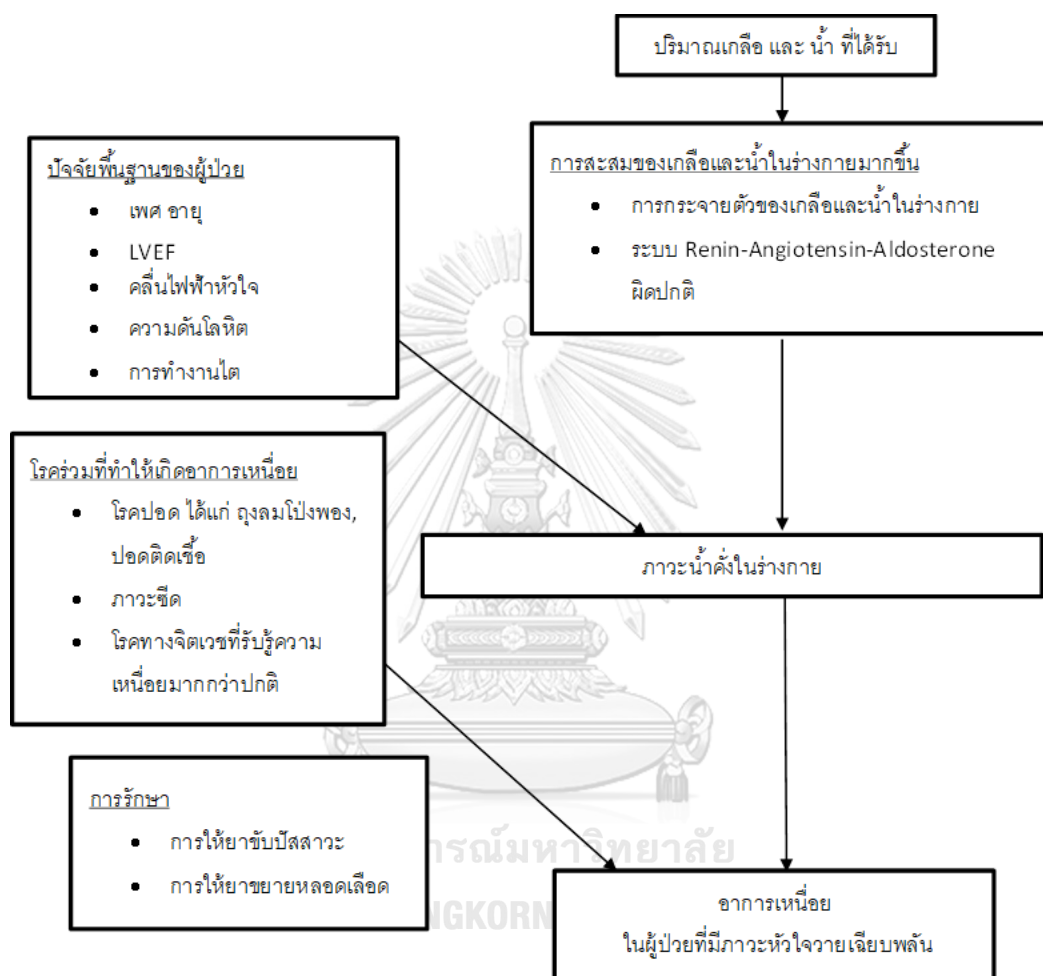 ปริมาณเกลือ และ น้ำ ที่ได้รับ
การสะสมของเกลือและน้ำในร่างกายมากขึ้น
• การกระจายตัวของเกลือและน้ำในร่างกาย
• ระบบ Renin-Angiotensin-Aldosterone
ผิดปกติ
ปัจจัยพื้นฐานของผู้ป่วย
• เพศ อายุ
• LVEF
• คลื่นไฟฟ้าหัวใจ
• ความดันโลหิต
• การทำงานไต
โรคร่วมที่ทำให้เกิดอาการเหนื่อย
• โรคปอด ได้แก่ ถุงลมโป่งพอง,
ปอดติดเชื้อ
• ภาวะซีด
• โรคทางจิตเวชที่รับรู้ความ
เหนื่อยมากกว่าปกติ
ภาวะน้ำคั่งในร่างกาย
การรักษา
• การให้ยาขับปัสสาวะ
• การให้ยาขยายหลอดเลือด
ารณ์มหาวิทยาลัย
NGKORN
อาการเหนื่อย
ในผู้ป่วยที่มีภาวะหัวใจวายเฉียบพลัน